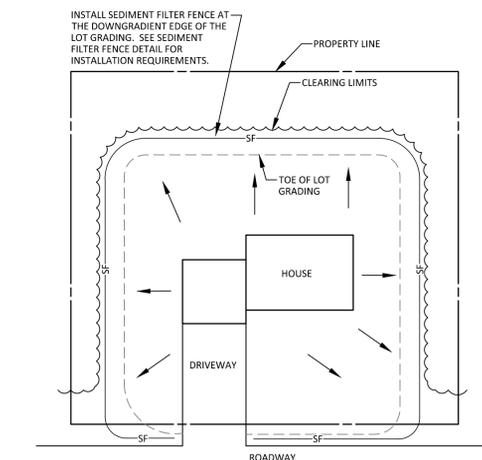 INSTALL SEDIMENT FILTER FENCE AT
THE DOWNGRADIENT EDGE OF THE
LOT GRADING. SEE SEDIMENT
FILTER FENCE DETAIL FOR
INSTALLATION REQUIREMENTS.
PROPERTY LINE
CLEARING LIMITS
SF
TOE OF LOT
GRADING
SF
HOUSE
SF
DRIVEWAY
SF
SF
ROADWAY